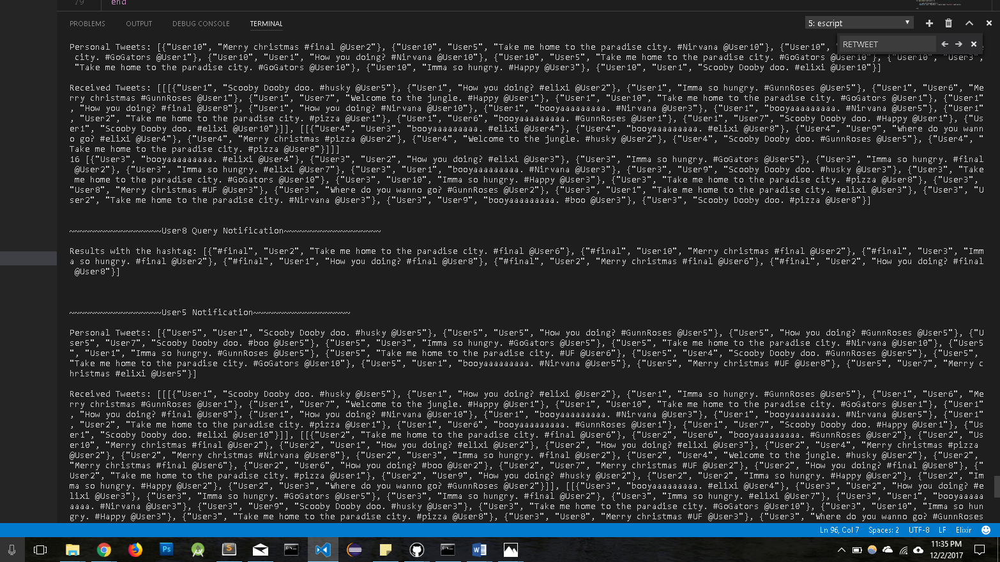 79 end
PROBLEMS OUTPUT DEBUG CONSOLE TERMINAL 5: escript
RETWEET
Personal Tweets: [{"User10", "Merry christmas #final @User2"}, {"User10", "User5", "Take me home to the paradise city. #Nirvana @User10"}, {"User10",
city. #GoGators @User1"}, {"User10", "User1", "How you doing? #Nirvana @User10"}, {"User10", "User5", "Take me home to the paradise city. #GoGators @User10"}, {"User10", "User3",
"Take me home to the paradise city. #GoGators @User10"}, {"User10", "Imma so hungry. #Happy @User3"}, {"User10", "User1", "Scooby Dooby doo. #elixi @User10"}]
Received Tweets: [[[{"User1", "Scooby Dooby doo. #husky @User5"}, {"User1", "How you doing? #elixi @User2"}, {"User1", "Imma so hungry. #GunnRoses @User5"}, {"User1", "User6", "Me
rry christmas #GunnRoses @User1"}, {"User1", "User7", "Welcome to the jungle. #Happy @User1"}, {"User1", "User10", "Take me home to the paradise city. #GoGators @User1"}, {"User1"
, "How you doing? #final @User8"}, {"User1", "How you doing? #Nirvana @User10"}, {"User1", "booyaaaaaaaaa. #Nirvana @User3"}, {"User1", "booyaaaaaaaaa. #Nirvana @User5"}, {"User1"
, "User2", "Take me home to the paradise city. #pizza @User1"}, {"User1", "User6", "booyaaaaaaaaa. #GunnRoses @User1"}, {"User1", "User7", "Scooby Dooby doo. #Happy @User1"}, {"Us
er1", "Scooby Dooby doo. #elixi @User10"}]], [[{"User4", "User3", "booyaaaaaaaaa. #elixi @User4"}, {"User4", "booyaaaaaaaaa. #elixi @User8"}, {"User4", "User9", "Where do you wann
o go? #elixi @User4"}, {"User4", "Merry christmas #pizza @User2"}, {"User4", "Welcome to the jungle. #husky @User2"}, {"User4", "Scooby Dooby doo. #GunnRoses @User5"}, {"User4", "
Take me home to the paradise city. #pizza @User8"}]]]
16 [{"User3", "booyaaaaaaaaa. #elixi @User4"}, {"User3", "User2", "How you doing? #elixi @User3"}, {"User3", "Imma so hungry. #GoGators @User5"}, {"User3", "Imma so hungry. #final
@User2"}, {"User3", "Imma so hungry. #elixi @User7"}, {"User3", "User1", "booyaaaaaaaaa. #Nirvana @User3"}, {"User3", "User9", "Scooby Dooby doo. #husky @User3"}, {"User3", "Take
me home to the paradise city. #GoGators @User10"}, {"User3", "User10", "Imma so hungry. #Happy @User3"}, {"User3", "Take me home to the paradise city. #pizza @User8"}, {"User3",
"User8", "Merry christmas #UF @User3"}, {"User3", "Where do you wanno go? #GunnRoses @User2"}, {"User3", "User1", "Take me home to the paradise city. #elixi @User3"}, {"User3", "U
ser2", "Take me home to the paradise city. #Nirvana @User3"}, {"User3", "User9", "booyaaaaaaaaa. #boo @User3"}, {"User3", "Scooby Dooby doo. #pizza @User8"}]
~~~~~~~~~~~~~~~~~~User8 Query Notification~~~~~~~~~~~~~~~~~~~
Results with the hashtag: [{"#final", "User2", "Take me home to the paradise city. #final @User6"}, {"#final", "User10", "Merry christmas #final @User2"}, {"#final", "User3", "Imm
a so hungry. #final @User2"}, {"#final", "User1", "How you doing? #final @User8"}, {"#final", "User2", "Merry christmas #final @User6"}, {"#final", "User2", "How you doing? #final
@User8"}]
~~~~~~~~~~~~~~~~~~User5 Notification~~~~~~~~~~~~~~~~~~~
Personal Tweets: [{"User5", "User1", "Scooby Dooby doo. #husky @User5"}, {"User5", "User5", "How you doing? #GunnRoses @User5"}, {"User5", "How you doing? #GunnRoses @User5"}, {"U
ser5", "User7", "Scooby Dooby doo. #boo @User5"}, {"User5", "User3", "Imma so hungry. #GoGators @User5"}, {"User5", "Take me home to the paradise city. #Nirvana @User10"}, {"User5
", "User1", "Imma so hungry. #GunnRoses @User5"}, {"User5", "Take me home to the paradise city. #UF @User6"}, {"User5", "User4", "Scooby Dooby doo. #GunnRoses @User5"}, {"User5",
"Take me home to the paradise city. #GoGators @User10"}, {"User5", "User1", "booyaaaaaaaaa. #Nirvana @User5"}, {"User5", "Merry christmas #UF @User8"}, {"User5", "User7", "Merry c
hristmas #elixi @User5"}]
Received Tweets: [[[{"User1", "Scooby Dooby doo. #husky @User5"}, {"User1", "How you doing? #elixi @User2"}, {"User1", "Imma so hungry. #GunnRoses @User5"}, {"User1", "User6", "Me
rry christmas #GunnRoses @User1"}, {"User1", "User7", "Welcome to the jungle. #Happy @User1"}, {"User1", "User10", "Take me home to the paradise city. #GoGators @User1"}, {"User1"
, "How you doing? #final @User8"}, {"User1", "How you doing? #Nirvana @User10"}, {"User1", "booyaaaaaaaaa. #Nirvana @User3"}, {"User1", "booyaaaaaaaaa. #Nirvana @User5"}, {"User1"
, "User2", "Take me home to the paradise city. #pizza @User1"}, {"User1", "User6", "booyaaaaaaaaa. #GunnRoses @User1"}, {"User1", "User7", "Scooby Dooby doo. #Happy @User1"}, {"Us
er1", "Scooby Dooby doo. #elixi @User10"}]], [[{"User2", "Take me home to the paradise city. #final @User6"}, {"User2", "User6", "booyaaaaaaaaa. #GunnRoses @User2"}, {"User2", "Us
er10", "Merry christmas #final @User2"}, {"User2", "User1", "How you doing? #elixi @User2"}, {"User2", "How you doing? #elixi @User3"}, {"User2", "User4", "Merry christmas #pizza
@User2"}, {"User2", "Merry christmas #Nirvana @User8"}, {"User2", "User3", "Imma so hungry. #final @User2"}, {"User2", "User4", "Welcome to the jungle. #husky @User2"}, {"User2",
"Merry christmas #final @User6"}, {"User2", "User6", "How you doing? #boo @User2"}, {"User2", "User7", "Merry christmas #UF @User2"}, {"User2", "How you doing? #final @User8"}, {"
User2", "Take me home to the paradise city. #pizza @User1"}, {"User2", "User9", "How you doing? #husky @User2"}, {"User2", "User2", "Imma so hungry. #Happy @User2"}, {"User2", "Im
ma so hungry. #Happy @User2"}, {"User2", "User3", "Where do you wanno go? #GunnRoses @User2"}]], [[{"User3", "booyaaaaaaaaa. #elixi @User4"}, {"User3", "User2", "How you doing? #e
lixi @User3"}, {"User3", "Imma so hungry. #GoGators @User5"}, {"User3", "Imma so hungry. #final @User2"}, {"User3", "Imma so hungry. #elixi @User7"}, {"User3", "User1", "booyaaaaa
aaaa. #Nirvana @User3"}, {"User3", "User9", "Scooby Dooby doo. #husky @User3"}, {"User3", "Take me home to the paradise city. #GoGators @User10"}, {"User3", "User10", "Imma so hun
gry. #Happy @User3"}, {"User3", "Take me home to the paradise city. #pizza @User8"}, {"User3", "User8", "Merry christmas #UF @User3"}, {"User3", "Where do you wanno go? #GunnRoses
Ln 96, Col 7 Spaces: 2 UTF-8 LF Elixir
11:35 PM
12/2/2017